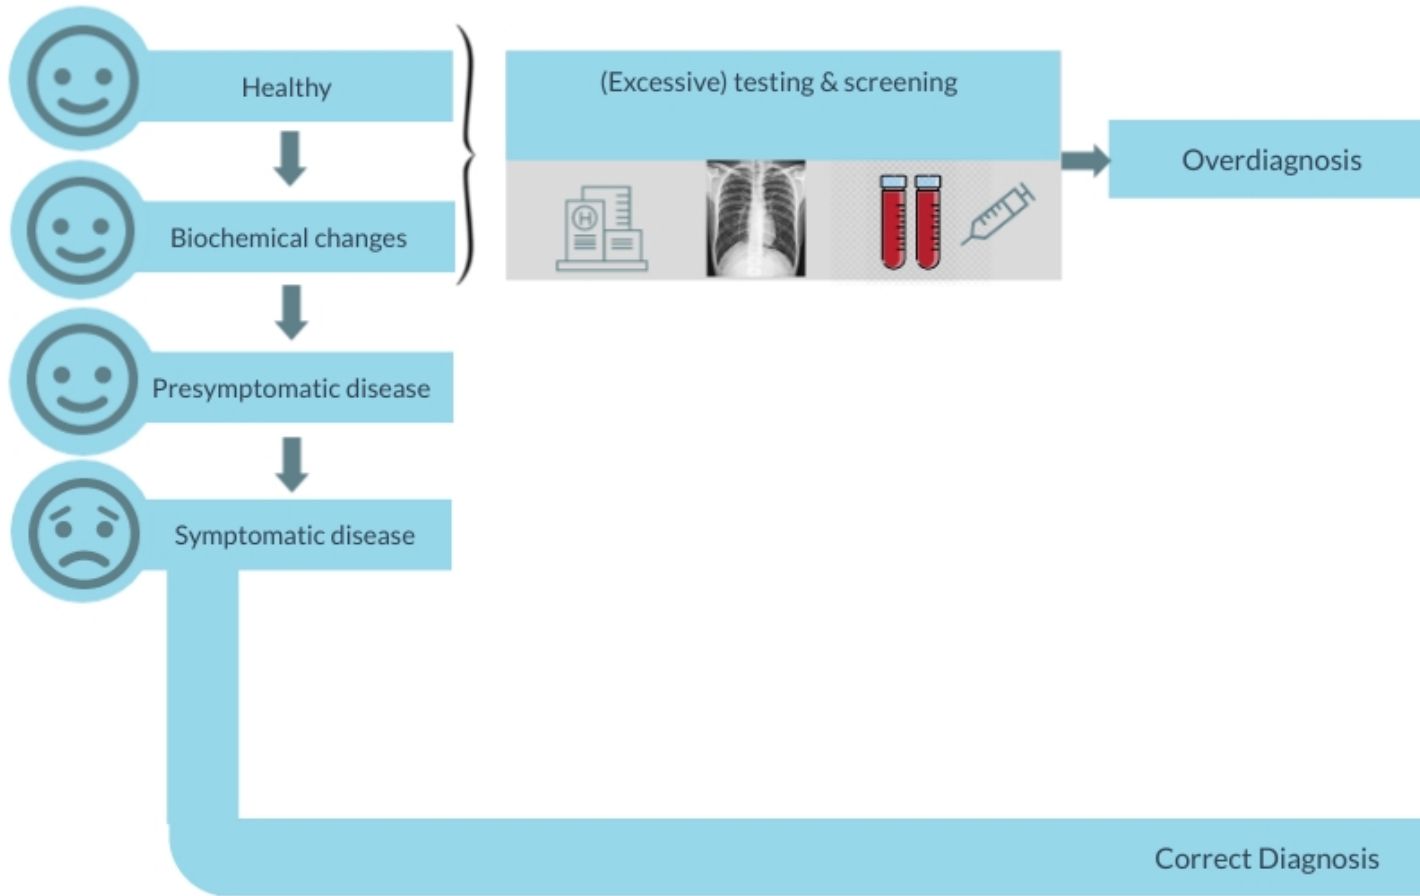 Healthy
(Excessive) testing & screening
Overdiagnosis
Biochemical changes
H
Presymptomatic disease
Symptomatic disease
Correct Diagnosis